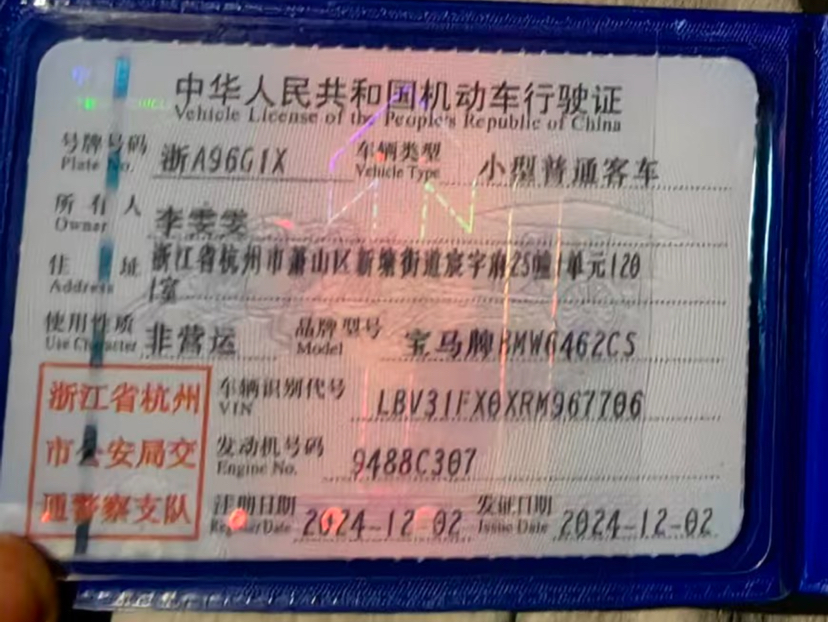 中华人民共和国机动车行驶证
Vehicle License of the People's Republic of China
号牌号码 浙A96G1X 车辆类型 小型普通客车
Plate No. Vehicle Type
所有人 李雯雯
Owner
住址 浙江省杭州市萧山区新塘街道宸宇府25幢1单元120
Address 1室
使用性质 非营运 品牌型号 宝马牌BMW6462CS
Use Character Model
浙江省杭州 车辆识别代号 LBV31FX0XRM967706
VIN
市公安局交 发动机号码 9488C307
Engine No.
通警察支队 注册日期 2024-12-02 发证日期 2024-12-02
Register Date Issue Date